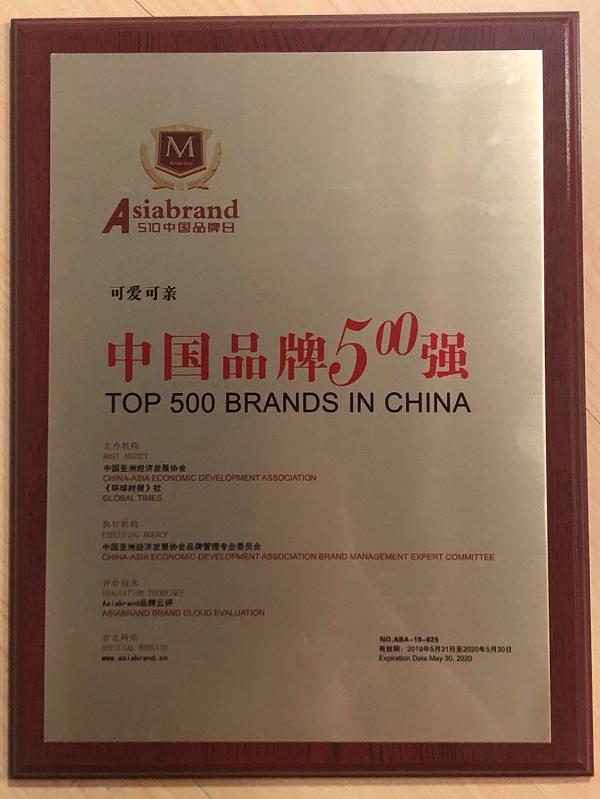 M
Asiabrand
Asiabrand
510中国品牌日
可爱可亲
中国品牌500强
TOP 500 BRANDS IN CHINA
主办机构
HOST AGENCY
中国亚洲经济发展协会
CHINA-ASIA ECONOMIC DEVELOPMENT ASSOCIATION
《环球时报》社
GLOBAL TIMES
执行机构
EXECUTING AGENCY
中国亚洲经济发展协会品牌管理专业委员会
CHINA-ASIA ECONOMIC DEVELOPMENT ASSOCIATION BRAND MANAGEMENT EXPERT COMMITTEE
评价技术
EVALUATION TECHNIQUE
Asiabrand品牌云评
ASIABRAND BRAND CLOUD EVALUATION
官方网站
OFFICIAL WEBSITE
www.asiabrand.cn
NO.ABA-19-025
有效期：2019年5月31日至2020年5月30日
Expiration Date:May 30, 2020